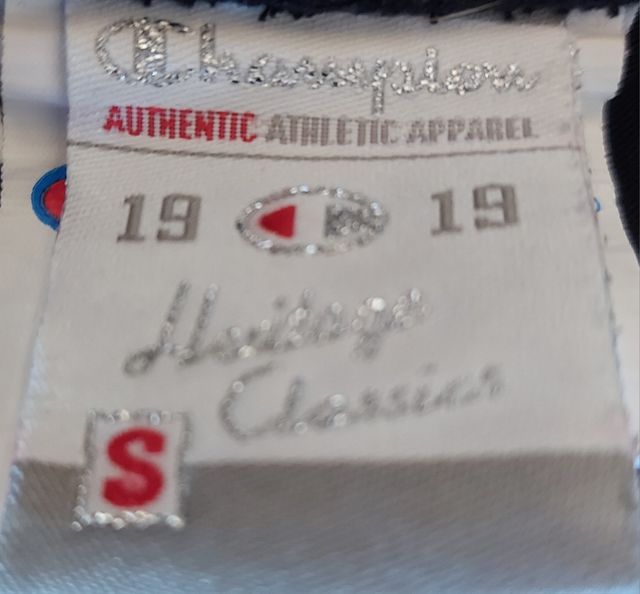 Champion
AUTHENTIC ATHLETIC APPAREL
19 19
Heritage
Classics
S